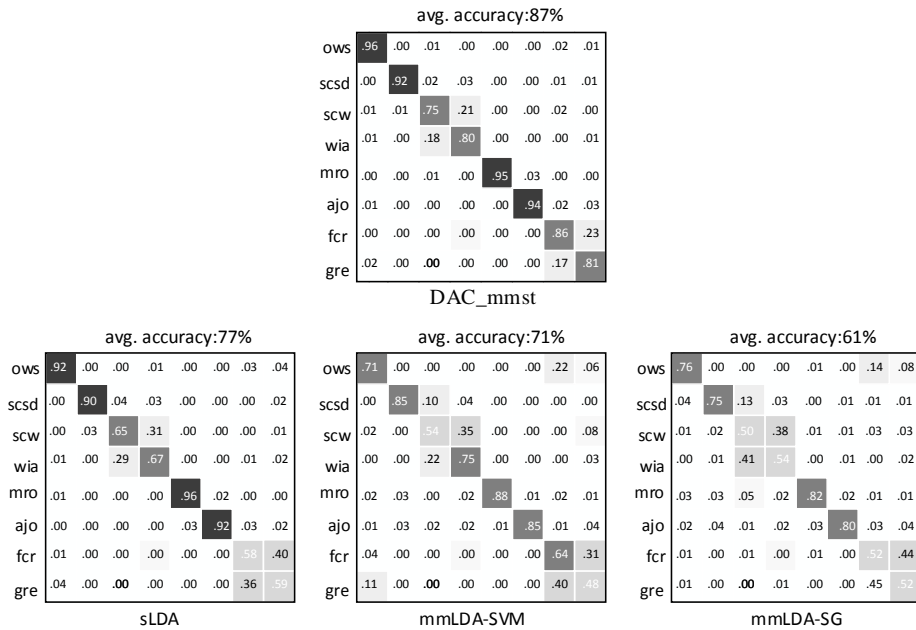 avg. accuracy:87%
ows .96 .00 .01 .00 .00 .00 .02 .01
scsd .00 .92 .02 .03 .00 .00 .01 .01
scw .01 .01 .75 .21 .00 .00 .02 .00
wia .01 .00 .18 .80 .00 .00 .00 .01
mro .00 .00 .01 .00 .95 .03 .00 .00
ajo .01 .00 .00 .00 .00 .94 .02 .03
fcr .00 .00 .00 .00 .00 .00 .86 .23
gre .02 .00 .00 .00 .00 .00 .17 .81
DAC_mmst
avg. accuracy:77%
ows .92 .00 .00 .01 .00 .00 .03 .04
scsd .00 .90 .04 .03 .00 .00 .00 .02
scw .00 .03 .65 .31 .00 .00 .00 .01
wia .01 .00 .29 .67 .00 .00 .01 .02
mro .01 .00 .00 .00 .96 .02 .00 .00
ajo .00 .00 .00 .00 .03 .92 .03 .02
fcr .01 .00 .00 .00 .00 .00 .58 .40
gre .04 .00 .00 .00 .00 .00 .36 .59
sLDA
avg. accuracy:71%
ows .71 .00 .00 .01 .00 .00 .22 .06
scsd .00 .85 .10 .04 .00 .00 .00 .01
scw .02 .00 .54 .35 .00 .00 .00 .08
wia .00 .00 .22 .75 .00 .00 .00 .03
mro .02 .03 .00 .02 .88 .02 .02 .01
ajo .01 .03 .02 .02 .01 .85 .01 .04
fcr .04 .00 .00 .00 .00 .00 .64 .31
gre .11 .00 .00 .00 .00 .00 .40 .48
mmLDA-SVM
avg. accuracy:61%
ows .76 .00 .00 .00 .01 .00 .14 .08
scsd .04 .75 .13 .03 .00 .01 .01 .01
scw .01 .02 .50 .38 .01 .01 .03 .03
wia .00 .01 .41 .54 .01 .00 .01 .02
mro .03 .03 .05 .02 .82 .02 .01 .01
ajo .02 .04 .01 .02 .03 .80 .03 .04
fcr .01 .00 .01 .00 .01 .00 .52 .44
gre .01 .00 .00 .01 .00 .00 .45 .52
mmLDA-SG